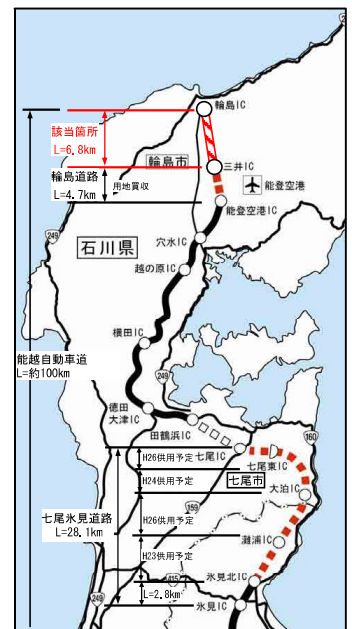 輪島IC
該当箇所
L=6.8km
輪島市
三井IC
輪島道路
L=4.7km
用地買収
能登空港IC
249
穴水IC
石川県
越の原IC
横田IC
能越自動車道
L=約100km
249
徳田
大津IC
田鶴浜IC
160
七尾IC
七尾東IC
H26供用予定
七尾市
H24供用予定
大泊IC
159
H26供用予定
七尾氷見道路
L=28.1km
灘浦IC
H23供用予定
415
氷見北IC
L=2.8km
249
氷見IC